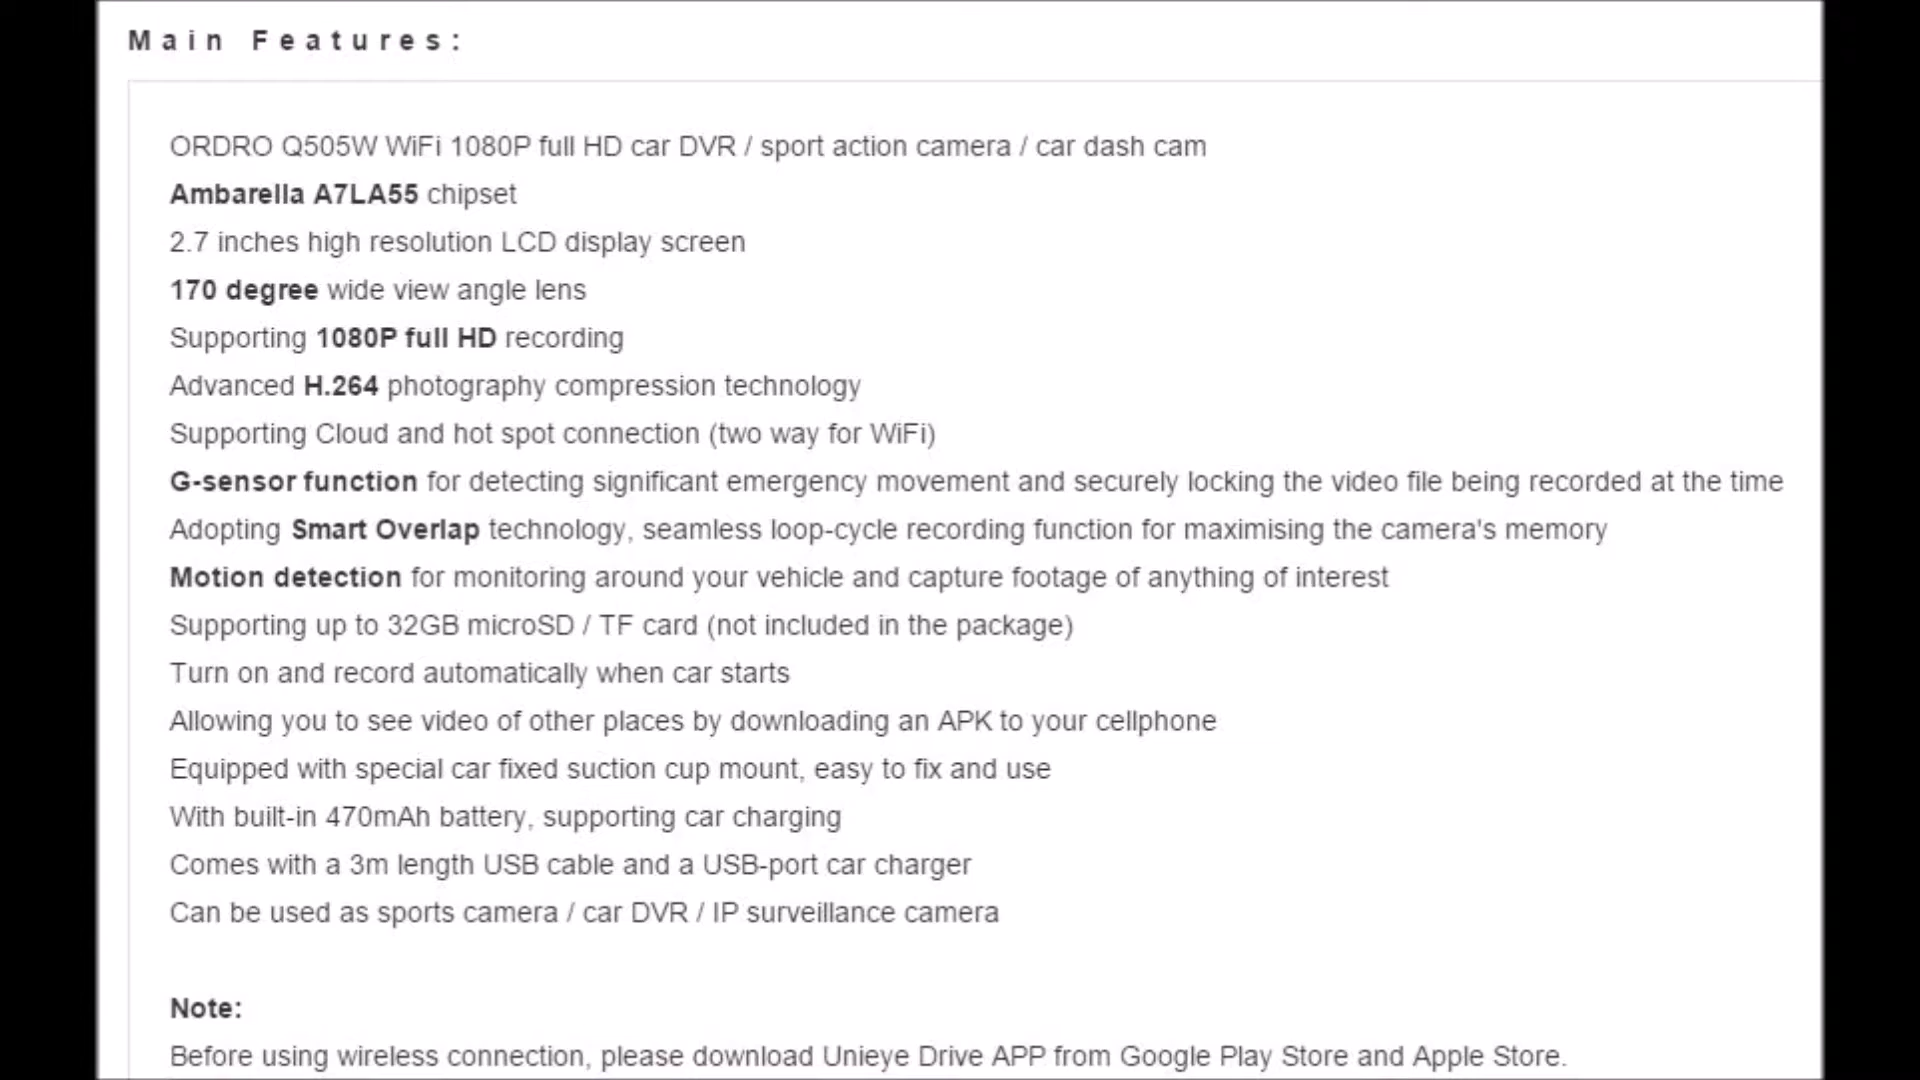 Main Features:
ORDRO Q505W WiFi 1080P full HD car DVR / sport action camera / car dash cam
Ambarella A7LA55 chipset
2.7 inches high resolution LCD display screen
170 degree wide view angle lens
Supporting 1080P full HD recording
Advanced H.264 photography compression technology
Supporting Cloud and hot spot connection (two way for WiFi)
G-sensor function for detecting significant emergency movement and securely locking the video file being recorded at the time
Adopting Smart Overlap technology, seamless loop-cycle recording function for maximising the camera's memory
Motion detection for monitoring around your vehicle and capture footage of anything of interest
Supporting up to 32GB microSD / TF card (not included in the package)
Turn on and record automatically when car starts
Allowing you to see video of other places by downloading an APK to your cellphone
Equipped with special car fixed suction cup mount, easy to fix and use
With built-in 470mAh battery, supporting car charging
Comes with a 3m length USB cable and a USB-port car charger
Can be used as sports camera / car DVR / IP surveillance camera
Note:
Before using wireless connection, please download Unieye Drive APP from Google Play Store and Apple Store.